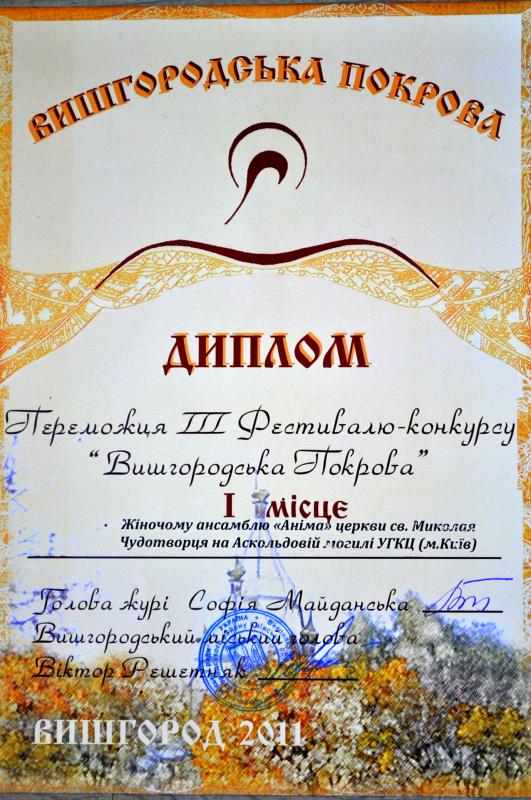 ВИШГОРОДСЬКА ПОКРОВА
ДИПЛОМ
Переможця III Фестивалю-конкурсу
“Вишгородська Покрова”
I місце
Жіночому ансамблю «Аніма» церкви св. Миколая
Чудотворця на Аскольдовій могилі УГКЦ (м.Київ)
Голова журі Софія Майданська
Вишгородський міський голова
Віктор Решетняк
ВИШГОРОД 2011